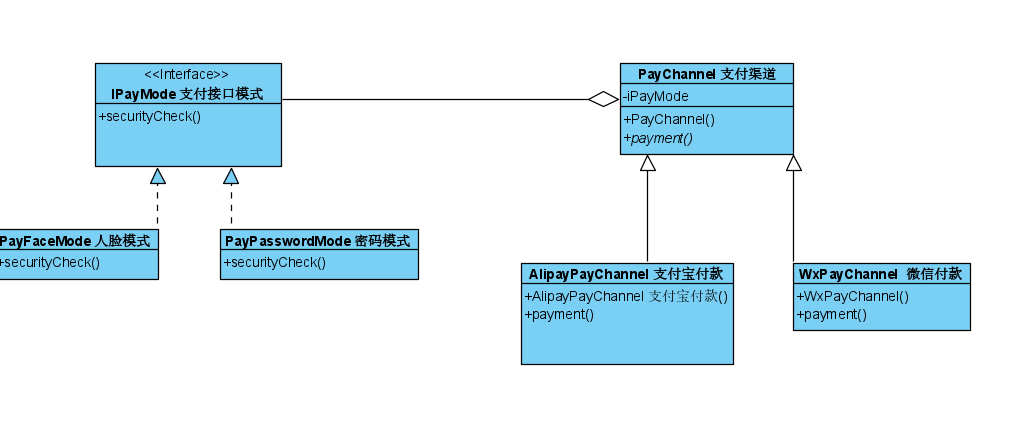 <<Interface>>
IPayMode 支付接口模式
+securityCheck()
PayChannel 支付渠道
-iPayMode
+PayChannel()
+payment()
PayFaceMode 人脸模式
+securityCheck()
PayPasswordMode 密码模式
+securityCheck()
AlipayPayChannel 支付宝付款
+AlipayPayChannel 支付宝付款()
+payment()
WxPayChannel 微信付款
+WxPayChannel()
+payment()